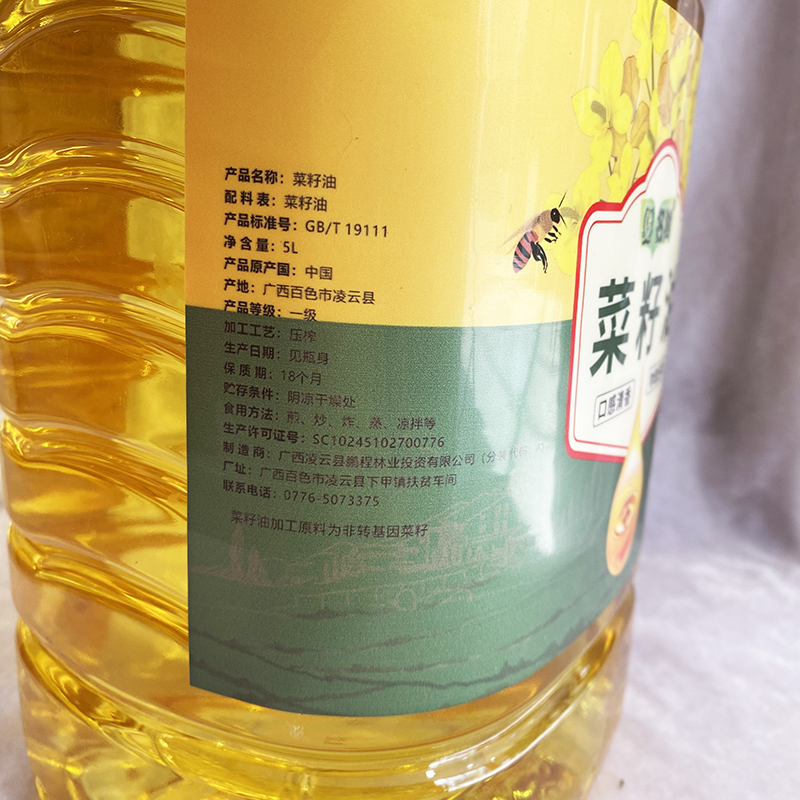 产品名称：菜籽油
配料表：菜籽油
产品标准号：GB/T 19111
净含量：5L
产品原产国：中国
产地：广西百色市凌云县
产品等级：一级
加工工艺：压榨
生产日期：见瓶身
保质期：18个月
贮存条件：阴凉干燥处
食用方法：煎、炒、炸、蒸、凉拌等
生产许可证号：SC10245102700776
制造商：广西凌云县鹏程林业投资有限公司（分装代码
厂址：广西百色市凌云县下甲镇扶贫车间
联系电话：0776-5073375
菜籽油加工原料为非转基因菜籽
菜籽
口感清香